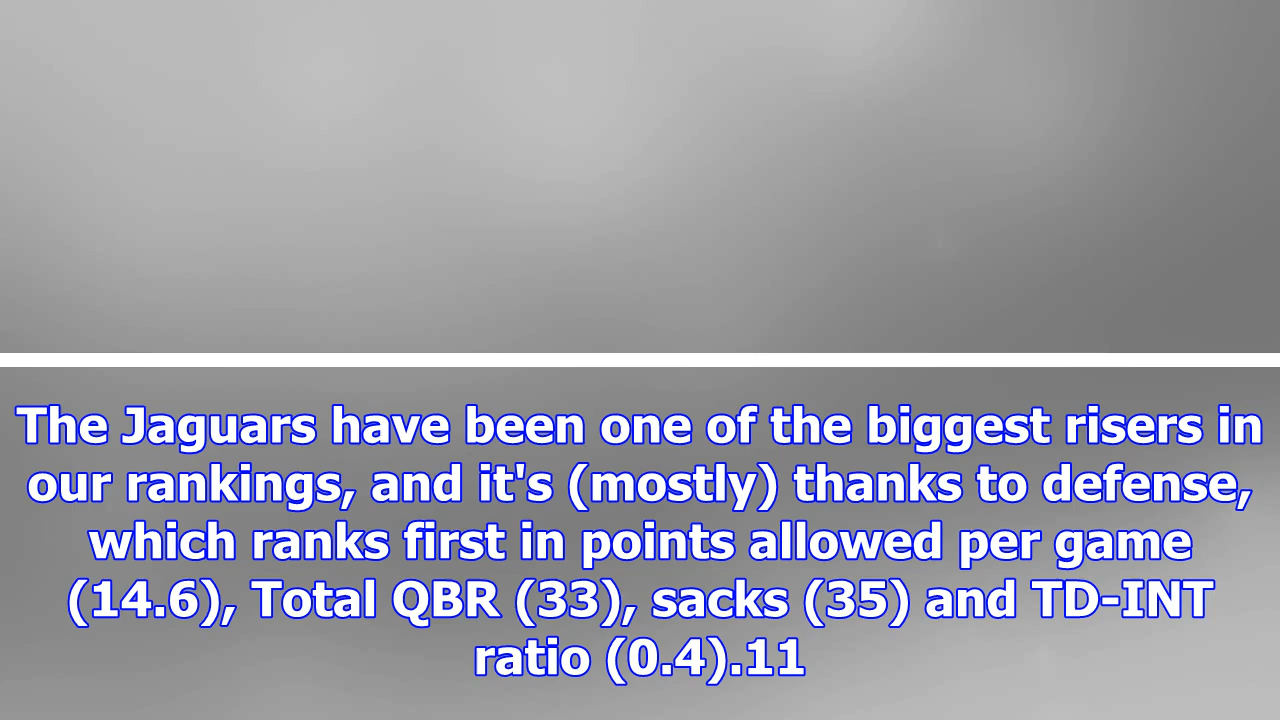 The Jaguars have been one of the biggest risers in
our rankings, and it's (mostly) thanks to defense,
which ranks first in points allowed per game
(14.6), Total QBR (33), sacks (35) and TD-INT
ratio (0.4).11